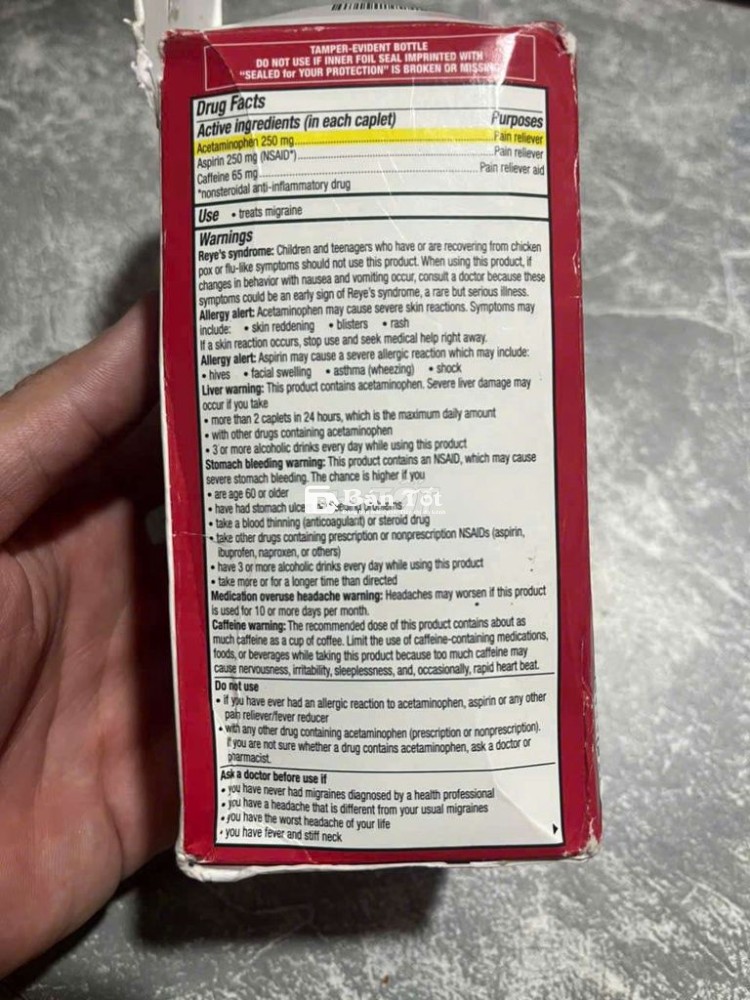 TAMPER-EVIDENT BOTTLE
DO NOT USE IF INNER FOIL SEAL IMPRINTED WITH
"SEALED for YOUR PROTECTION" IS BROKEN OR MISSING
Drug Facts
Active ingredients (in each caplet) Purposes
Acetaminophen 250 mg Pain reliever
Aspirin 250 mg (NSAID*) Pain reliever
Caffeine 65 mg Pain reliever aid
*nonsteroidal anti-inflammatory drug
Use • treats migraine
Warnings
Reye's syndrome: Children and teenagers who have or are recovering from chicken
pox or flu-like symptoms should not use this product. When using this product, if
changes in behavior with nausea and vomiting occur, consult a doctor because these
symptoms could be an early sign of Reye's syndrome, a rare but serious illness.
Allergy alert: Acetaminophen may cause severe skin reactions. Symptoms may
include: • skin reddening • blisters • rash
If a skin reaction occurs, stop use and seek medical help right away.
Allergy alert: Aspirin may cause a severe allergic reaction which may include:
• hives • facial swelling • asthma (wheezing) • shock
Liver warning: This product contains acetaminophen. Severe liver damage may
occur if you take
• more than 2 caplets in 24 hours, which is the maximum daily amount
• with other drugs containing acetaminophen
• 3 or more alcoholic drinks every day while using this product
Stomach bleeding warning: This product contains an NSAID, which may cause
severe stomach bleeding. The chance is higher if you
• are age 60 or older
Bán Tốt
• have had stomach ulce problems
• take a blood thinning (anticoagulant) or steroid drug
• take other drugs containing prescription or nonprescription NSAIDs (aspirin,
ibuprofen, naproxen, or others)
• have 3 or more alcoholic drinks every day while using this product
• take more or for a longer time than directed
Medication overuse headache warning: Headaches may worsen if this product
is used for 10 or more days per month.
Caffeine warning: The recommended dose of this product contains about as
much caffeine as a cup of coffee. Limit the use of caffeine-containing medications,
foods, or beverages while taking this product because too much caffeine may
cause nervousness, irritability, sleeplessness, and, occasionally, rapid heart beat.
Do not use
• if you have ever had an allergic reaction to acetaminophen, aspirin or any other
pain reliever/fever reducer
• with any other drug containing acetaminophen (prescription or nonprescription).
If you are not sure whether a drug contains acetaminophen, ask a doctor or
pharmacist.
Ask a doctor before use if
• you have never had migraines diagnosed by a health professional
• you have a headache that is different from your usual migraines
• you have the worst headache of your life
• you have fever and stiff neck